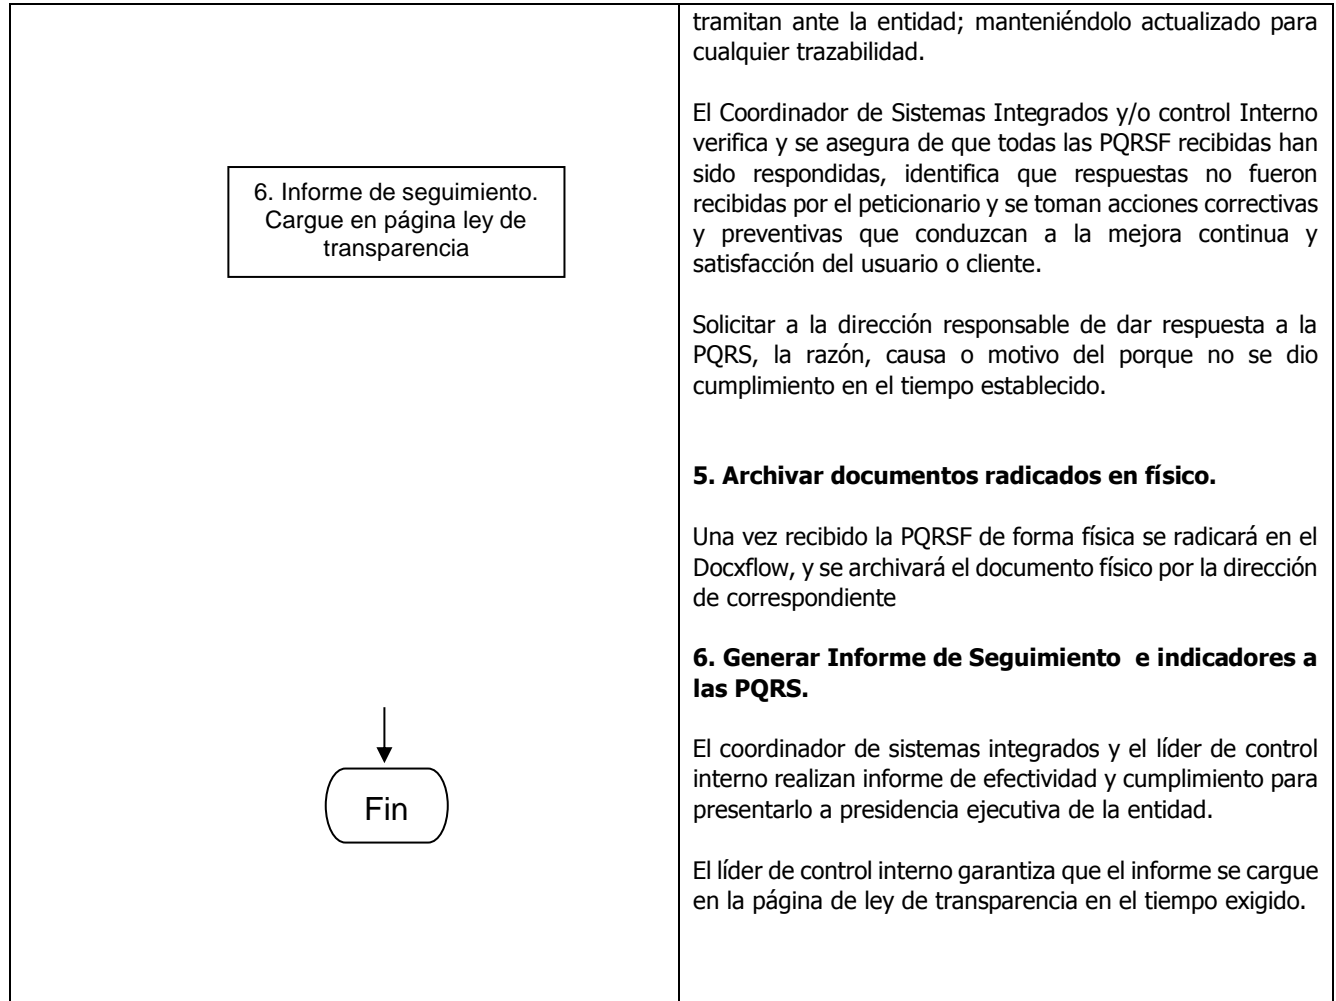 6. Informe de seguimiento.
Cargue en página ley de
transparencia
Fin
tramitan ante la entidad; manteniéndolo actualizado para
cualquier trazabilidad.
El Coordinador de Sistemas Integrados y/o control Interno
verifica y se asegura de que todas las PQRSF recibidas han
sido respondidas, identifica que respuestas no fueron
recibidas por el peticionario y se toman acciones correctivas
y preventivas que conduzcan a la mejora continua y
satisfacción del usuario o cliente.
Solicitar a la dirección responsable de dar respuesta a la
PQRS, la razón, causa o motivo del porque no se dio
cumplimiento en el tiempo establecido.
5. Archivar documentos radicados en físico.
Una vez recibido la PQRSF de forma física se radicará en el
Docxflow, y se archivará el documento físico por la dirección
de correspondiente
6. Generar Informe de Seguimiento  e indicadores a
las PQRS.
El coordinador de sistemas integrados y el líder de control
interno realizan informe de efectividad y cumplimiento para
presentarlo a presidencia ejecutiva de la entidad.
El líder de control interno garantiza que el informe se cargue
en la página de ley de transparencia en el tiempo exigido.